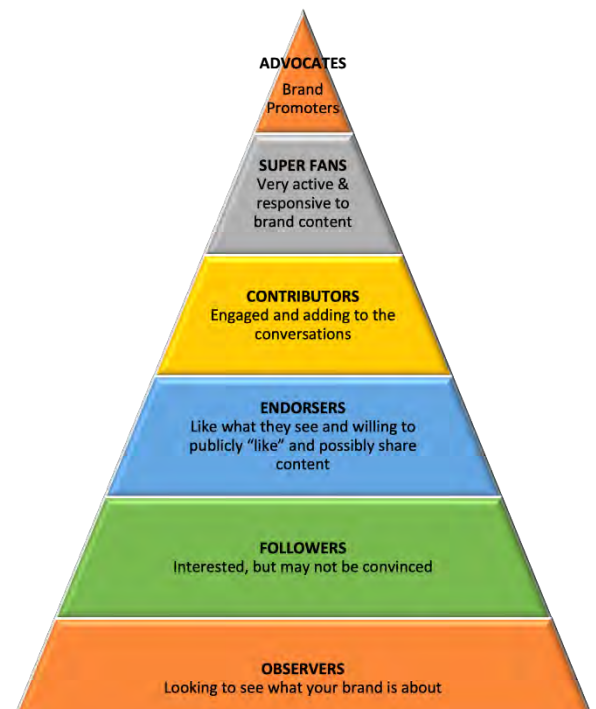 ADVOCATES
Brand
Promoters
SUPER FANS
Very active &
responsive to
brand content
CONTRIBUTORS
Engaged and adding to the
conversations
ENDORSERS
Like what they see and willing to
publicly “like” and possibly share
content
FOLLOWERS
Interested, but may not be convinced
OBSERVERS
Looking to see what your brand is about